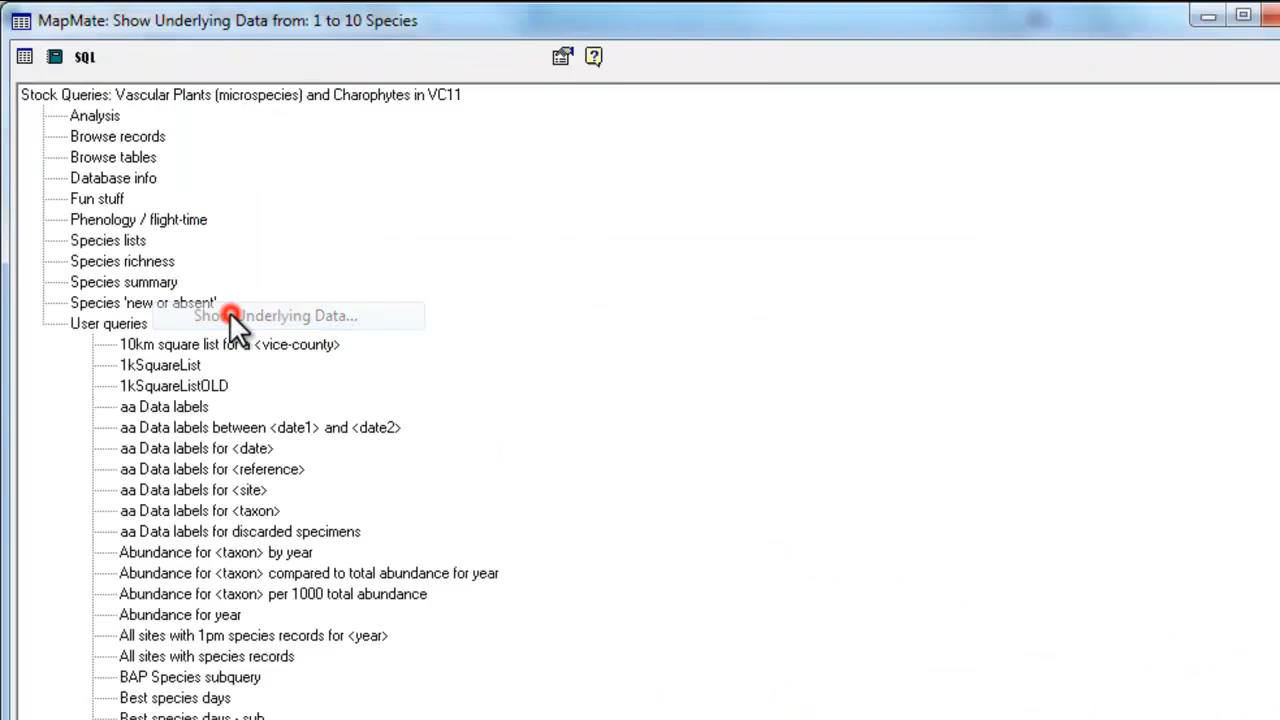 MapMate: Show Underlying Data from: 1 to 10 Species
SQL
Stock Queries: Vascular Plants (microspecies) and Charophytes in VC11
Analysis
Browse records
Browse tables
Database info
Fun stuff
Phenology / flight-time
Species lists
Species richness
Species summary
Species 'new or absent'
Show Underlying Data...
User queries
10km square list for a <vice-county>
1kSquareList
1kSquareListOLD
aa Data labels
aa Data labels between <date1> and <date2>
aa Data labels for <date>
aa Data labels for <reference>
aa Data labels for <site>
aa Data labels for <taxon>
aa Data labels for discarded specimens
Abundance for <taxon> by year
Abundance for <taxon> compared to total abundance for year
Abundance for <taxon> per 1000 total abundance
Abundance for year
All sites with 1pm species records for <year>
All sites with species records
BAP Species subquery
Best species days
Best species days - sub